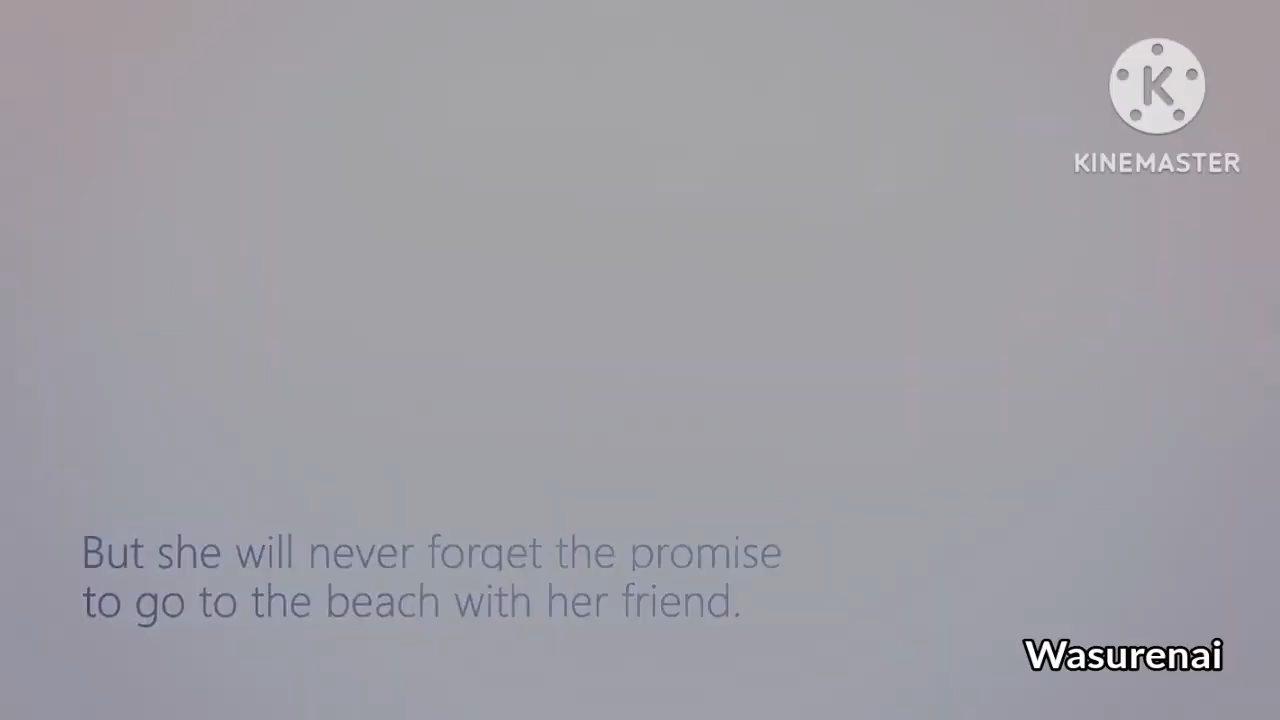 K
KINEMASTER
But she will never forget the promise
to go to the beach with her friend.
Wasurenai